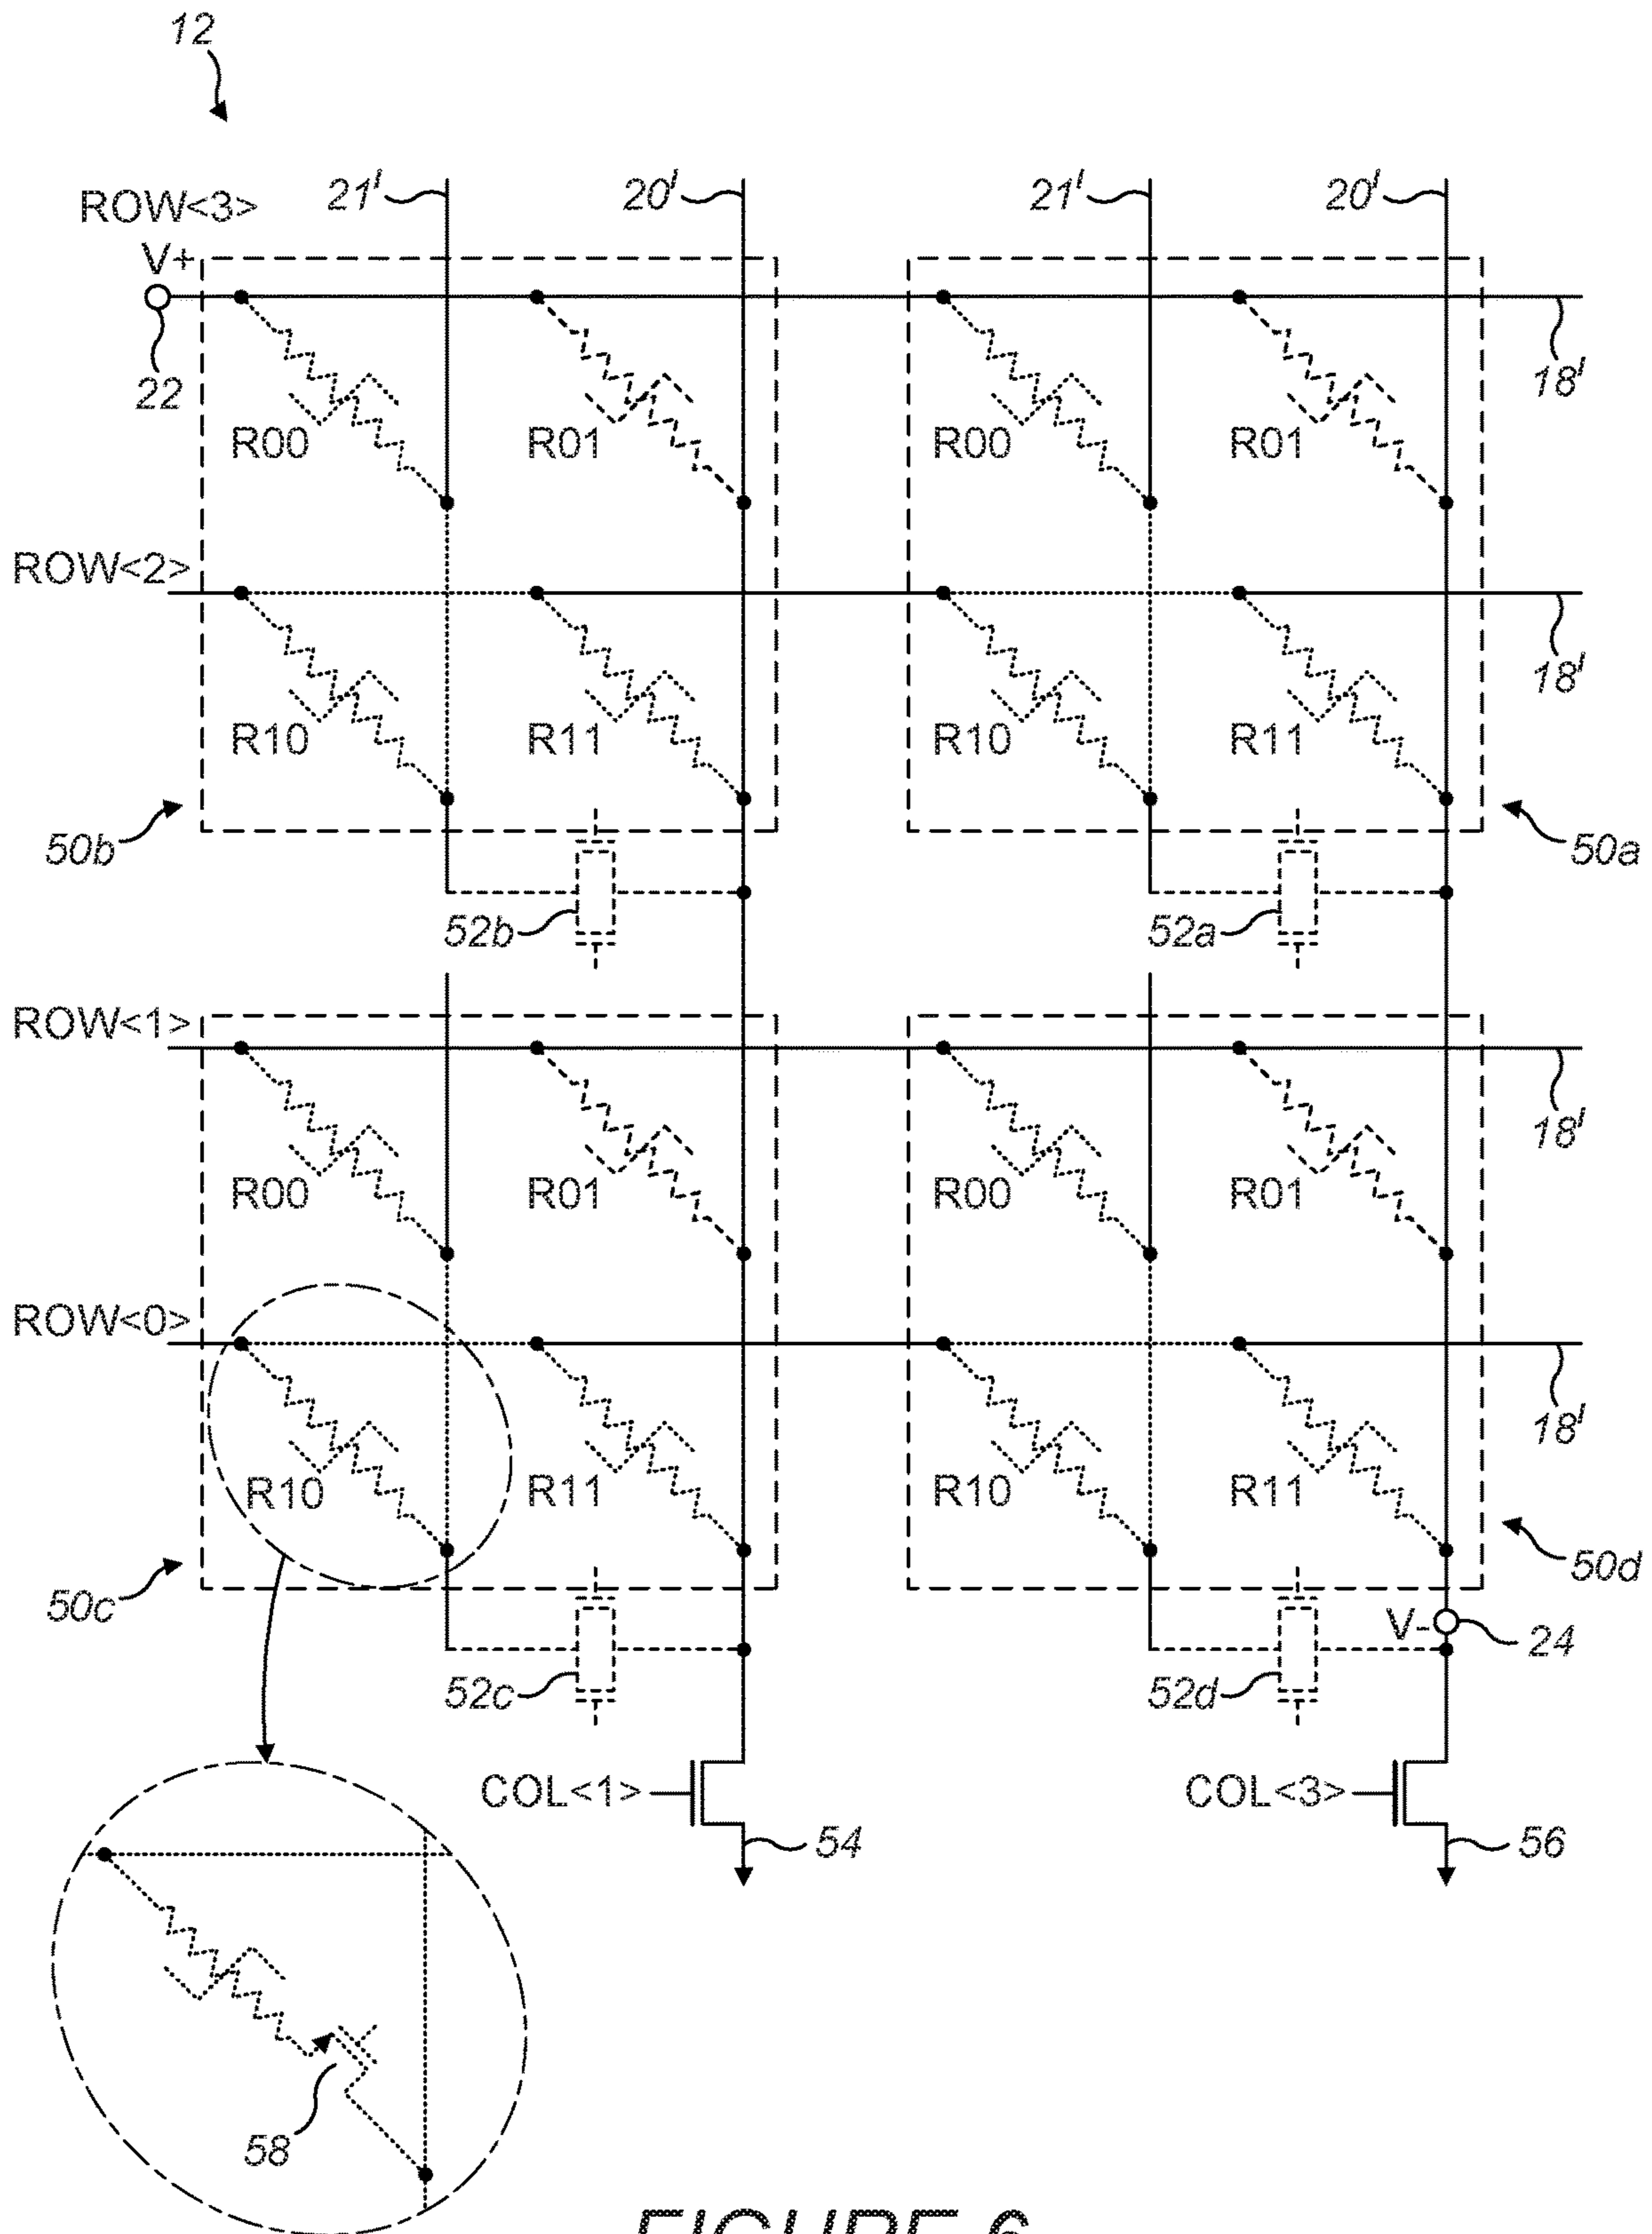 12
21' 20' 21' 20'
ROW<3>
V+
22
18'
R00 R01 R00 R01
ROW<2>
18'
R10 R11 R10 R11
50b 50a
52b 52a
ROW<1>
18'
R00 R01 R00 R01
ROW<0>
18'
R10 R11 R10 R11
50c 50d
V- 24
52c 52d
COL<1> COL<3>
54 56
58
FIGURE 6